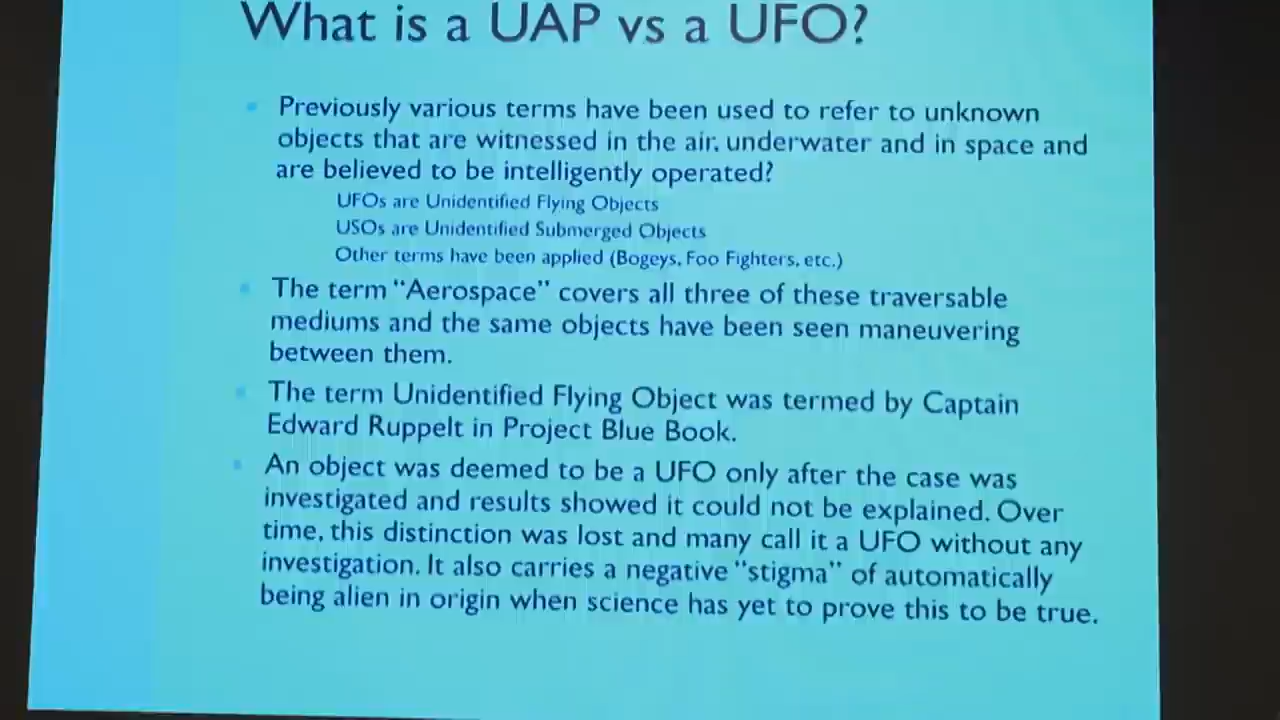 What is a UAP vs a UFO?
Previously various terms have been used to refer to unknown
objects that are witnessed in the air, underwater and in space and
are believed to be intelligently operated?
UFOs are Unidentified Flying Objects
USOs are Unidentified Submerged Objects
Other terms have been applied (Bogeys, Foo Fighters, etc.)
The term "Aerospace" covers all three of these traversable
mediums and the same objects have been seen maneuvering
between them.
The term Unidentified Flying Object was termed by Captain
Edward Ruppelt in Project Blue Book.
An object was deemed to be a UFO only after the case was
investigated and results showed it could not be explained. Over
time, this distinction was lost and many call it a UFO without any
investigation. It also carries a negative "stigma" of automatically
being alien in origin when science has yet to prove this to be true.